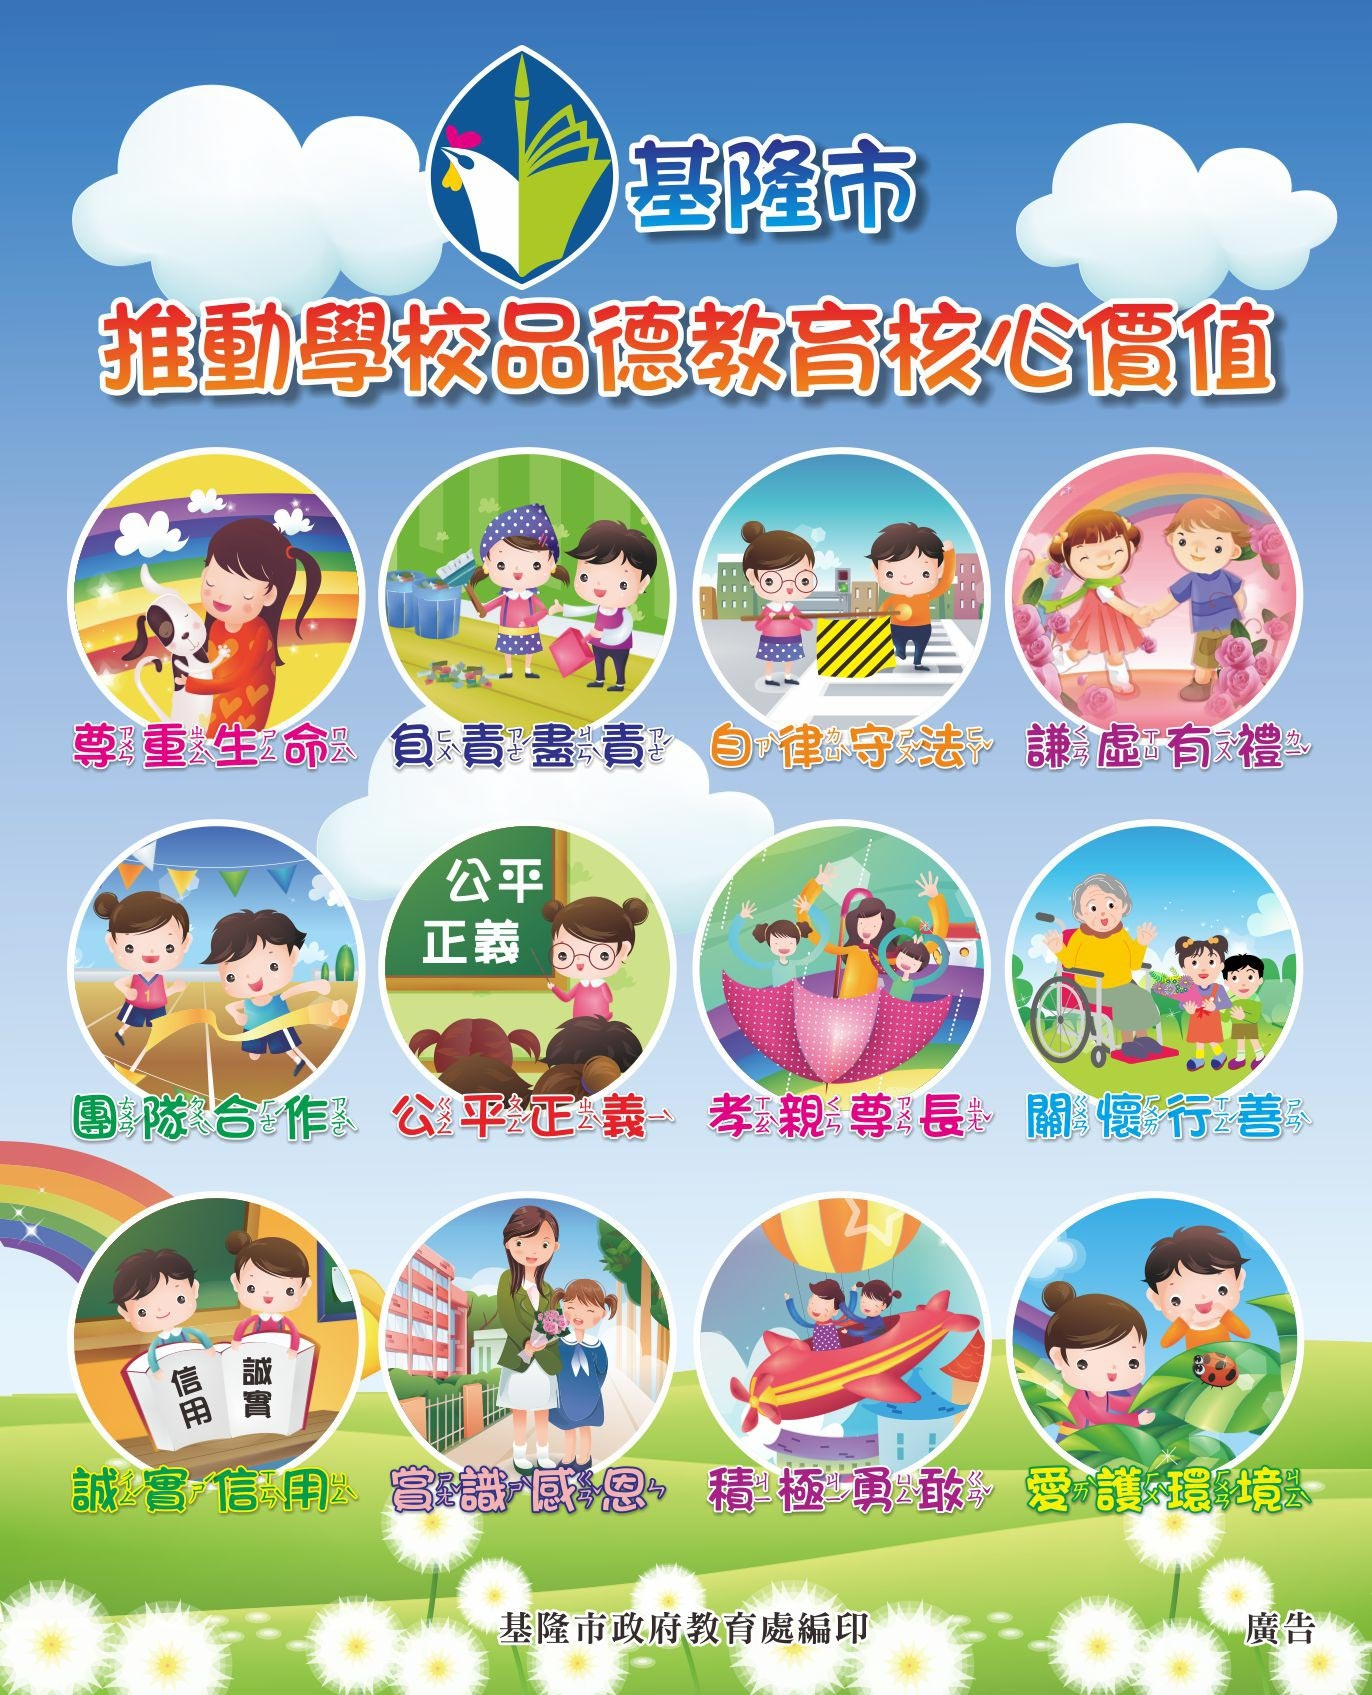 基隆市
推動學校品德教育核心價值
尊重生命 負責盡責 自律守法 謙虛有禮
公平
正義
團隊合作 公平正義 孝親尊長 關懷行善
信用 誠實
誠實信用 賞識感恩 積極勇敢 愛護環境
基隆市政府教育處編印 廣告